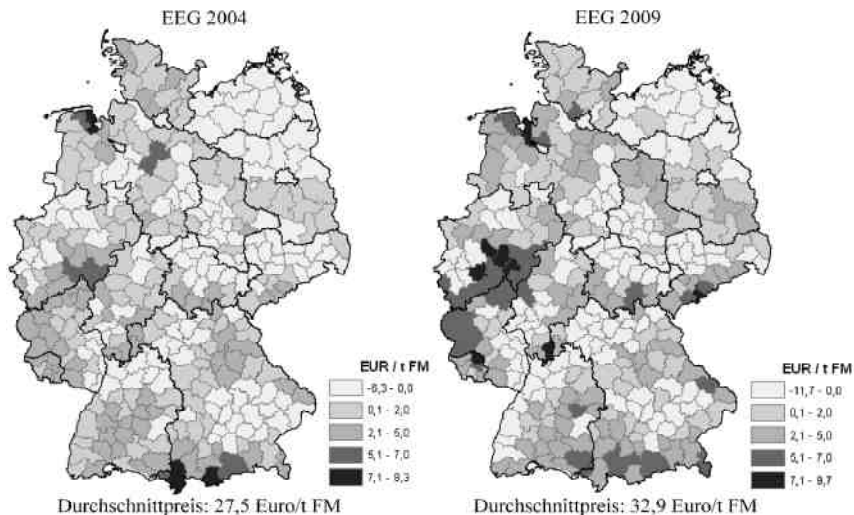 EEG 2004
EUR / t FM
-6,3 - 0,0
0,1 - 2,0
2,1 - 5,0
5,1 - 7,0
7,1 - 8,3
Durchschnittpreis: 27,5 Euro/t FM
EEG 2009
EUR / t FM
-11,7 - 0,0
0,1 - 2,0
2,1 - 5,0
5,1 - 7,0
7,1 - 9,7
Durchschnittpreis: 32,9 Euro/t FM